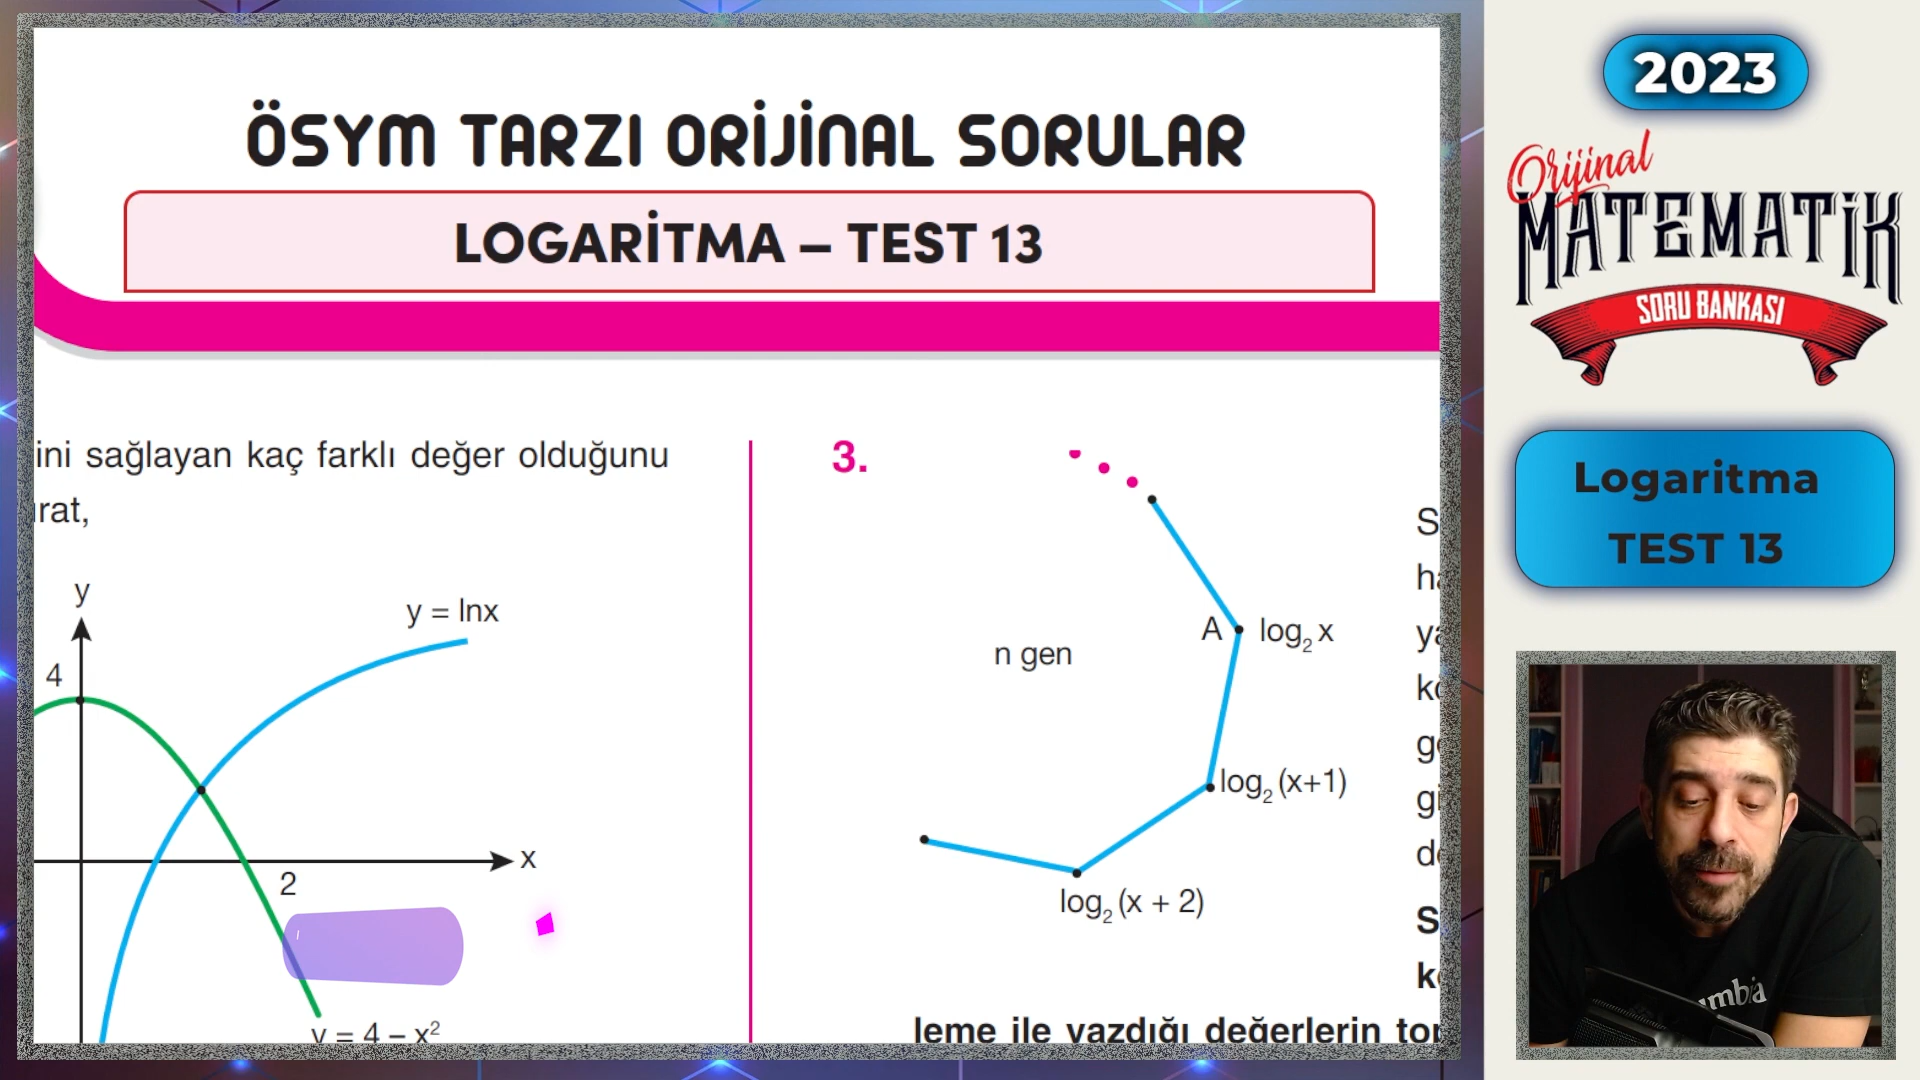 ÖSYM TARZI ORİJİNAL SORULAR
LOGARİTMA – TEST 13
ini sağlayan kaç farklı değer olduğunu
rat,
y
y = lnx
4
x
2
y = 4 – x²
3.
n gen
A log₂ x
log₂ (x+1)
log₂ (x + 2)
leme ile yazdığı değerlerin
2023
Orijinal
MATEMATİK
SORU BANKASI
Logaritma
TEST 13